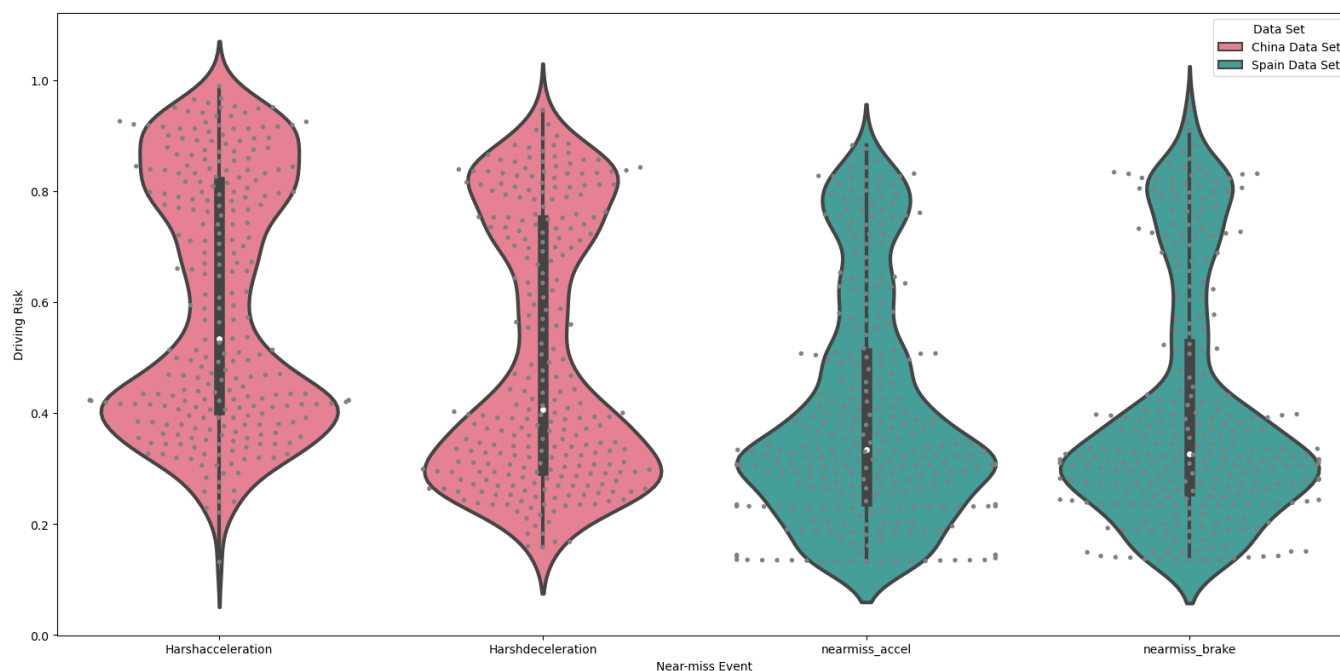 Data Set
China Data Set
Spain Data Set
1.0
0.8
0.6
0.4
0.2
0.0
Driving Risk
Harshacceleration
Harshdeceleration
nearmiss_accel
nearmiss_brake
Near-miss Event